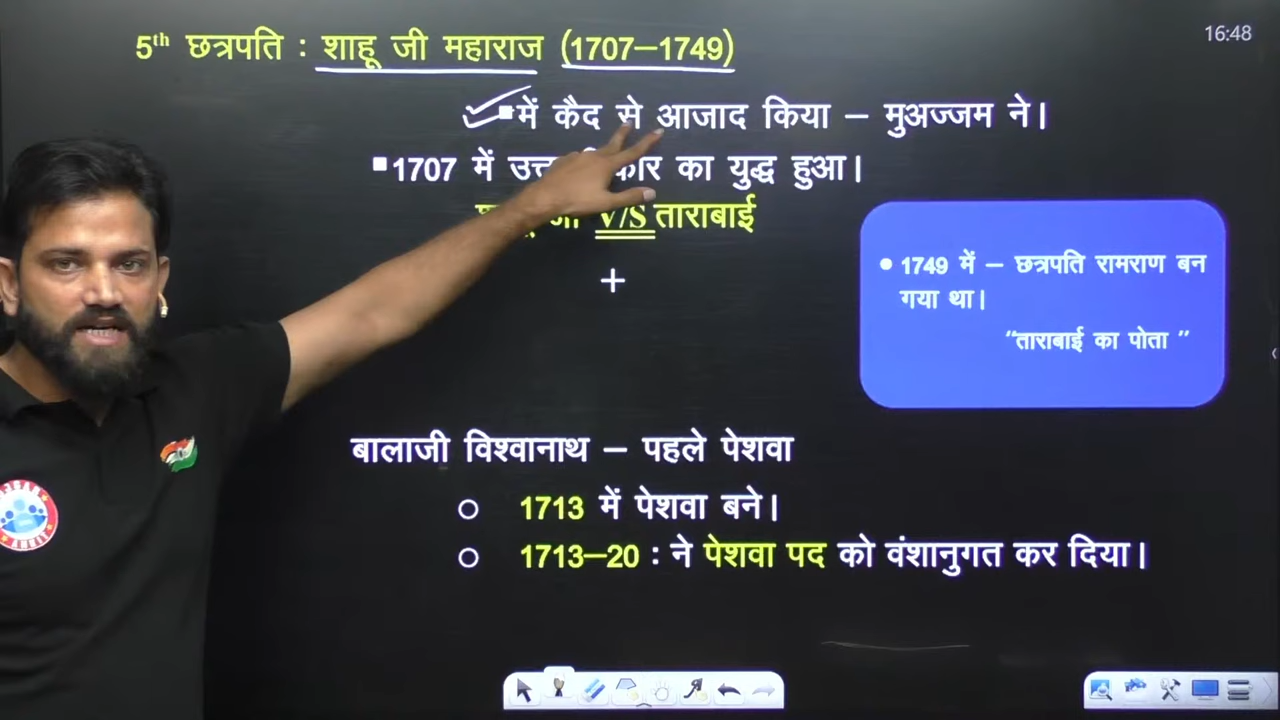 5th छत्रपति : शाहू जी महाराज (1707–1749)
16:48
में कैद से आजाद किया – मुअज्जम ने।
1707 में का युद्ध हुआ।
V/S ताराबाई
+
1749 में – छत्रपति रामराण बन
गया था।
“ताराबाई का पोता ”
बालाजी विश्वानाथ – पहले पेशवा
1713 में पेशवा बने।
1713–20 : ने पेशवा पद को वंशानुगत कर दिया।